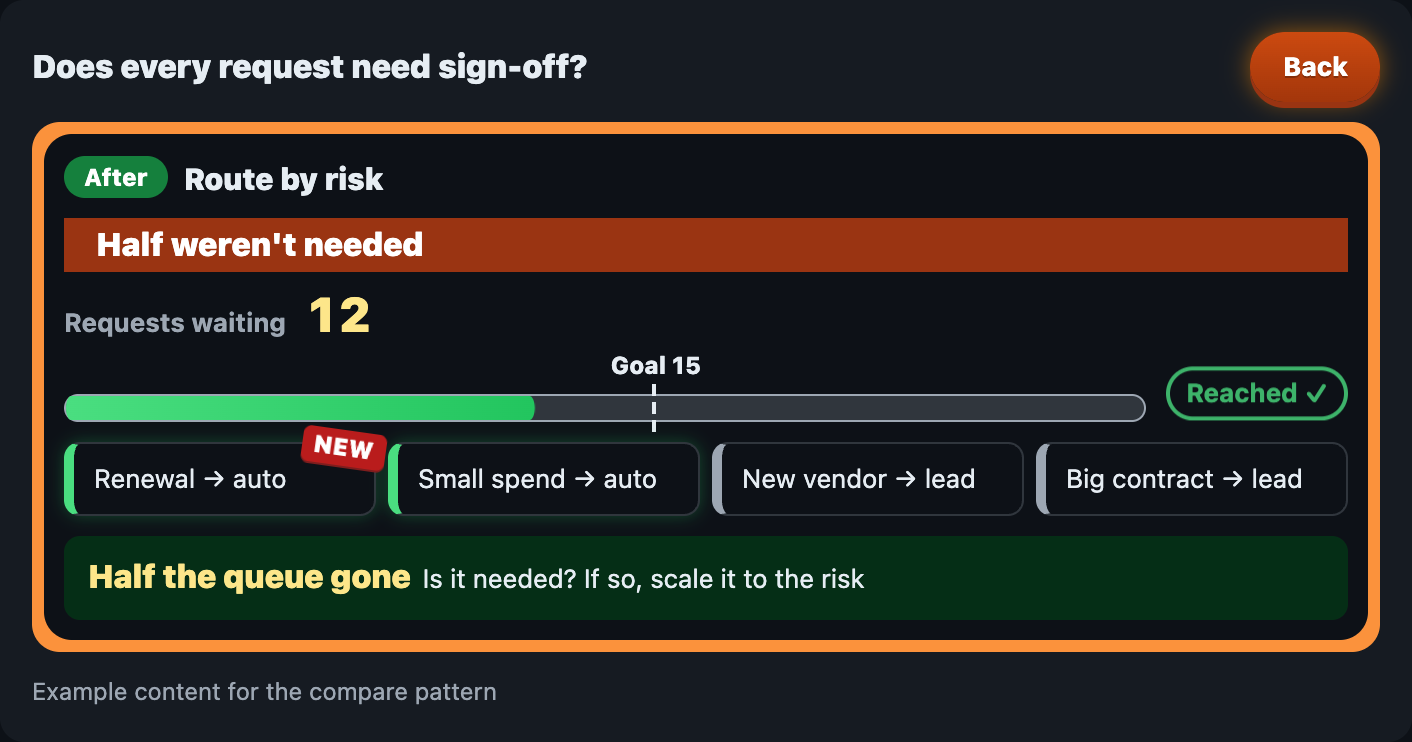 Does every request need sign-off?
Back
After
Route by risk
Half weren't needed
Requests waiting 12
Goal 15
Reached ✓
Renewal → auto
NEW
Small spend → auto
New vendor → lead
Big contract → lead
Half the queue gone Is it needed? If so, scale it to the risk
Example content for the compare pattern